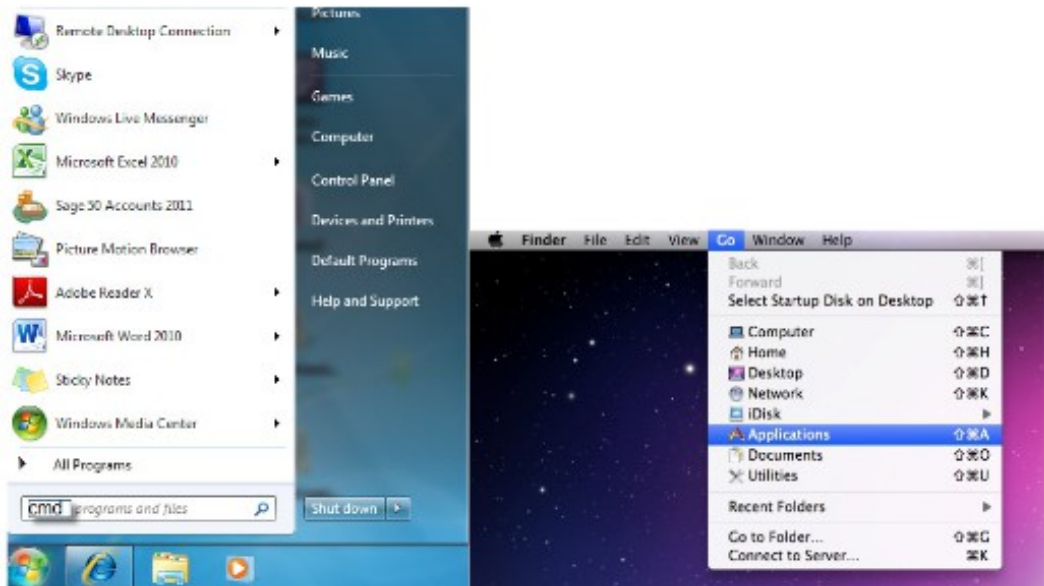 Pictures
Remote Desktop Connection
Music
Skype
Games
Windows Live Messenger
Computer
Microsoft Excel 2010
Control Panel
Sage 50 Accounts 2011
Devices and Printers
Picture Motion Browser
Default Programs
Adobe Reader X
Help and Support
Microsoft Word 2010
Sticky Notes
Windows Media Center
All Programs
cmd programs and files
Shut down
Finder File Edit View Go Window Help
Back ⌘[
Forward ⌘]
Select Startup Disk on Desktop ⇧⌘↑
Computer ⇧⌘C
Home ⇧⌘H
Desktop ⇧⌘D
Network ⇧⌘K
iDisk
Applications ⇧⌘A
Documents ⇧⌘O
Utilities ⇧⌘U
Recent Folders
Go to Folder... ⇧⌘G
Connect to Server... ⌘K